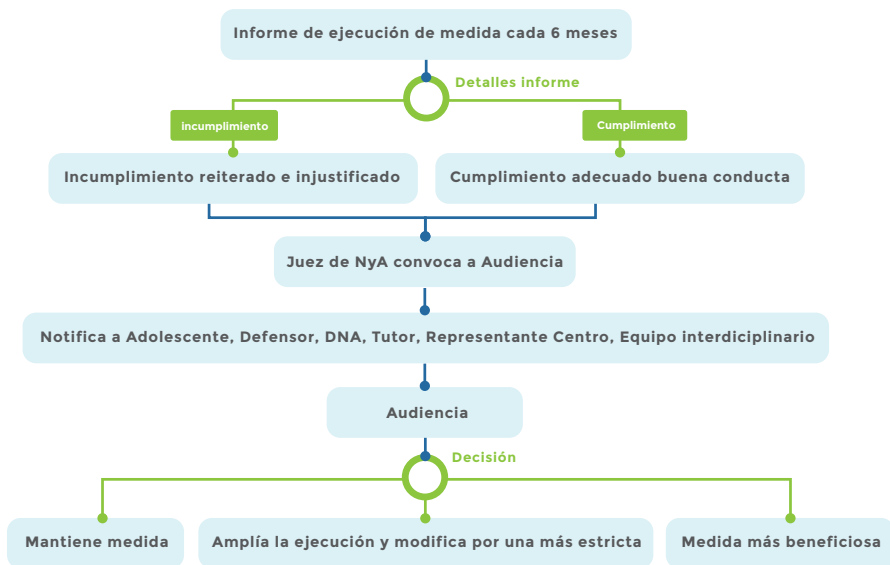 Informe de ejecución de medida cada 6 meses
Detalles informe
incumplimiento
Cumplimiento
Incumplimiento reiterado e injustificado
Cumplimiento adecuado buena conducta
Juez de NyA convoca a Audiencia
Notifica a Adolescente, Defensor, DNA, Tutor, Representante Centro, Equipo interdiciplinario
Audiencia
Decisión
Mantiene medida
Amplía la ejecución y modifica por una más estricta
Medida más beneficiosa